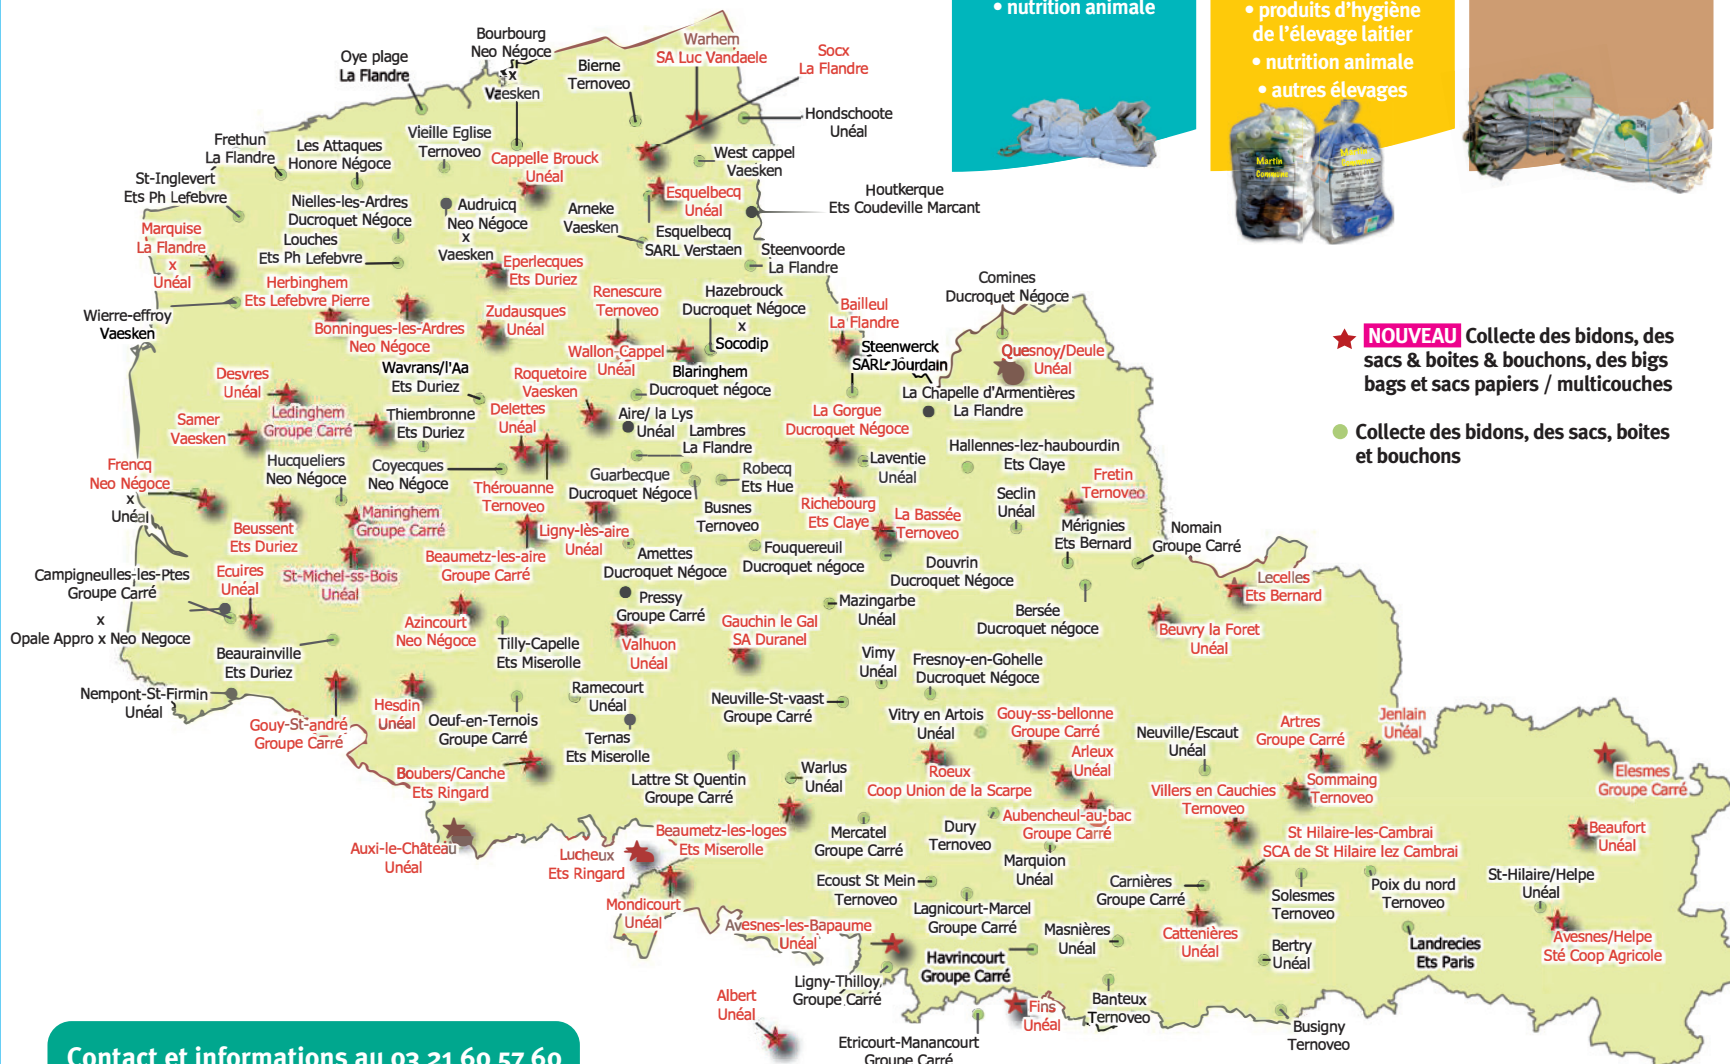 • nutrition animale
• produits d'hygiène
de l'élevage laitier
• nutrition animale
• autres élevages
Martin
Commune
Martin
Commune
Bourbourg
Neo Négoce
x
Vaesken
Oye plage
La Flandre
Bierne
Ternoveo
Warhem
SA Luc Vandaele
Socx
La Flandre
Hondschoote
Unéal
Frethun
La Flandre
Les Attaques
Honore Négoce
Vieille Eglise
Ternoveo
Cappelle Brouck
Unéal
West cappel
Vaesken
St-Inglevert
Ets Ph Lefebvre
Nielles-les-Ardres
Ducroquet Négoce
Audruicq
Neo Négoce
x
Vaesken
Arneke
Vaesken
Esquelbecq
Unéal
Houtkerque
Ets Coudeville Marcant
Marquise
La Flandre
x
Unéal
Louches
Ets Ph Lefebvre
Esquelbecq
SARL Verstaen
Steenvoorde
La Flandre
Herbinghem
Ets Lefebvre Pierre
Eperlecques
Ets Duriez
Renescure
Ternoveo
Hazebrouck
Ducroquet Négoce
x
Socodip
Bailleul
La Flandre
Comines
Ducroquet Négoce
Wierre-effroy
Vaesken
Bonningues-les-Ardres
Neo Négoce
Zudausques
Unéal
Wallon-Cappel
Unéal
Steenwerck
SARL Jourdain
Quesnoy/Deule
Unéal
NOUVEAU Collecte des bidons, des
sacs & boites & bouchons, des bigs
bags et sacs papiers / multicouches
Collecte des bidons, des sacs, boites
et bouchons
Desvres
Unéal
Wavrans/l'Aa
Ets Duriez
Roquetoire
Vaesken
Blaringhem
Ducroquet négoce
La Chapelle d'Armentières
La Flandre
Samer
Vaesken
Ledinghem
Groupe Carré
Thiembronne
Ets Duriez
Delettes
Unéal
Aire/ la Lys
Unéal
Lambres
La Flandre
La Gorgue
Ducroquet Négoce
Hallennes-lez-haubourdin
Ets Claye
Frencq
Neo Négoce
x
Unéal
Hucqueliers
Neo Négoce
Coyecques
Neo Négoce
Thérouanne
Ternoveo
Guarbecque
Ducroquet Négoce
Robecq
Ets Hue
Laventie
Unéal
Seclin
Unéal
Fretin
Ternoveo
Beussent
Ets Duriez
Maninghem
Groupe Carré
Ligny-lès-aire
Unéal
Busnes
Ternoveo
Richebourg
Ets Claye
La Bassée
Ternoveo
Mérignies
Ets Bernard
Nomain
Groupe Carré
Campigneulles-les-Ptes
Groupe Carré
x
Opale Appro x Neo Negoce
Ecuires
Unéal
St-Michel-ss-Bois
Unéal
Beaumetz-les-aire
Groupe Carré
Amettes
Ducroquet Négoce
Fouquereuil
Ducroquet négoce
Douvrin
Ducroquet Négoce
Lecelles
Ets Bernard
Pressy
Groupe Carré
Mazingarbe
Unéal
Bersée
Ducroquet négoce
Beuvry la Foret
Unéal
Azincourt
Neo Négoce
Tilly-Capelle
Ets Miserolle
Valhuon
Unéal
Gauchin le Gal
SA Duranel
Beaurainville
Ets Duriez
Vimy
Unéal
Fresnoy-en-Gohelle
Ducroquet Négoce
Nempont-St-Firmin
Unéal
Gouy-St-andré
Groupe Carré
Hesdin
Unéal
Oeuf-en-Ternois
Groupe Carré
Ramecourt
Unéal
Neuville-St-vaast
Groupe Carré
Vitry en Artois
Unéal
Gouy-ss-bellonne
Groupe Carré
Neuville/Escaut
Unéal
Artres
Groupe Carré
Jenlain
Unéal
Boubers/Canche
Ets Ringard
Ternas
Ets Miserolle
Lattre St Quentin
Groupe Carré
Warlus
Unéal
Roeux
Coop Union de la Scarpe
Arleux
Unéal
Villers en Cauchies
Ternoveo
Sommaing
Ternoveo
Elesmes
Groupe Carré
Auxi-le-Château
Unéal
Lucheux
Ets Ringard
Beaumetz-les-loges
Ets Miserolle
Mercatel
Groupe Carré
Dury
Ternoveo
Aubencheul-au-bac
Groupe Carré
St Hilaire-les-Cambrai
SCA de St Hilaire lez Cambrai
Beaufort
Unéal
Marquion
Unéal
Mondicourt
Unéal
Ecoust St Mein
Ternoveo
Carnières
Groupe Carré
Solesmes
Ternoveo
Poix du nord
Ternoveo
St-Hilaire/Helpe
Unéal
Avesnes-les-Bapaume
Unéal
Lagnicourt-Marcel
Groupe Carré
Masnières
Unéal
Cattenières
Unéal
Bertry
Unéal
Landrecies
Ets Paris
Avesnes/Helpe
Sté Coop Agricole
Havrincourt
Groupe Carré
Ligny-Thilloy
Groupe Carré
Albert
Unéal
Fins
Unéal
Banteux
Ternoveo
Busigny
Ternoveo
Etricourt-Manancourt
Groupe Carré
Contact et informations au 03 21 60 57 60